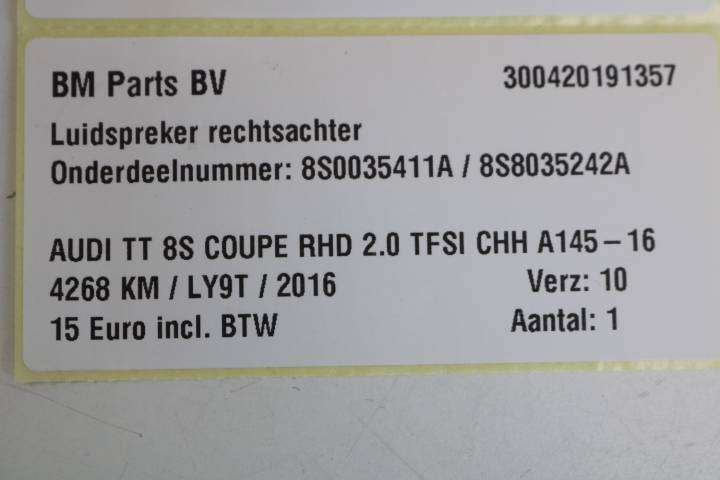 BM Parts BV 300420191357
Luidspreker rechtsachter
Onderdeelnummer: 8S0035411A / 8S8035242A
AUDI TT 8S COUPE RHD 2.0 TFSI CHH A145-16
4268 KM / LY9T / 2016 Verz: 10
15 Euro incl. BTW Aantal: 1